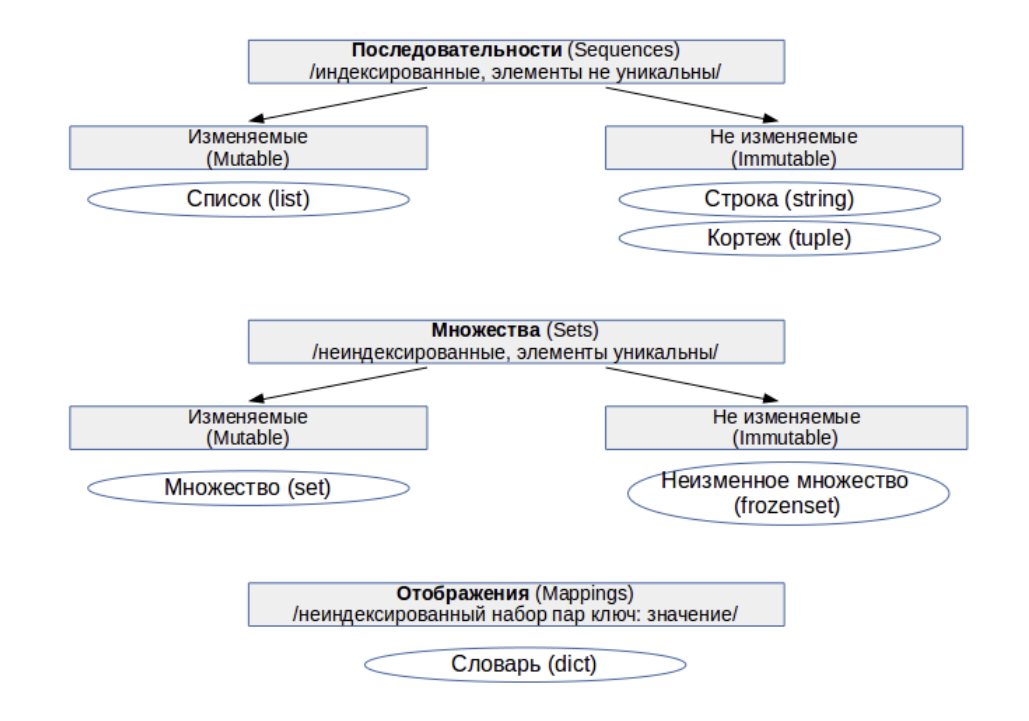 Последовательности (Sequences)
/индексированные, элементы не уникальны/
Изменяемые
(Mutable)
Не изменяемые
(Immutable)
Список (list)
Строка (string)
Кортеж (tuple)
Множества (Sets)
/неиндексированные, элементы уникальны/
Изменяемые
(Mutable)
Не изменяемые
(Immutable)
Множество (set)
Неизменное множество
(frozenset)
Отображения (Mappings)
/неиндексированный набор пар ключ: значение/
Словарь (dict)